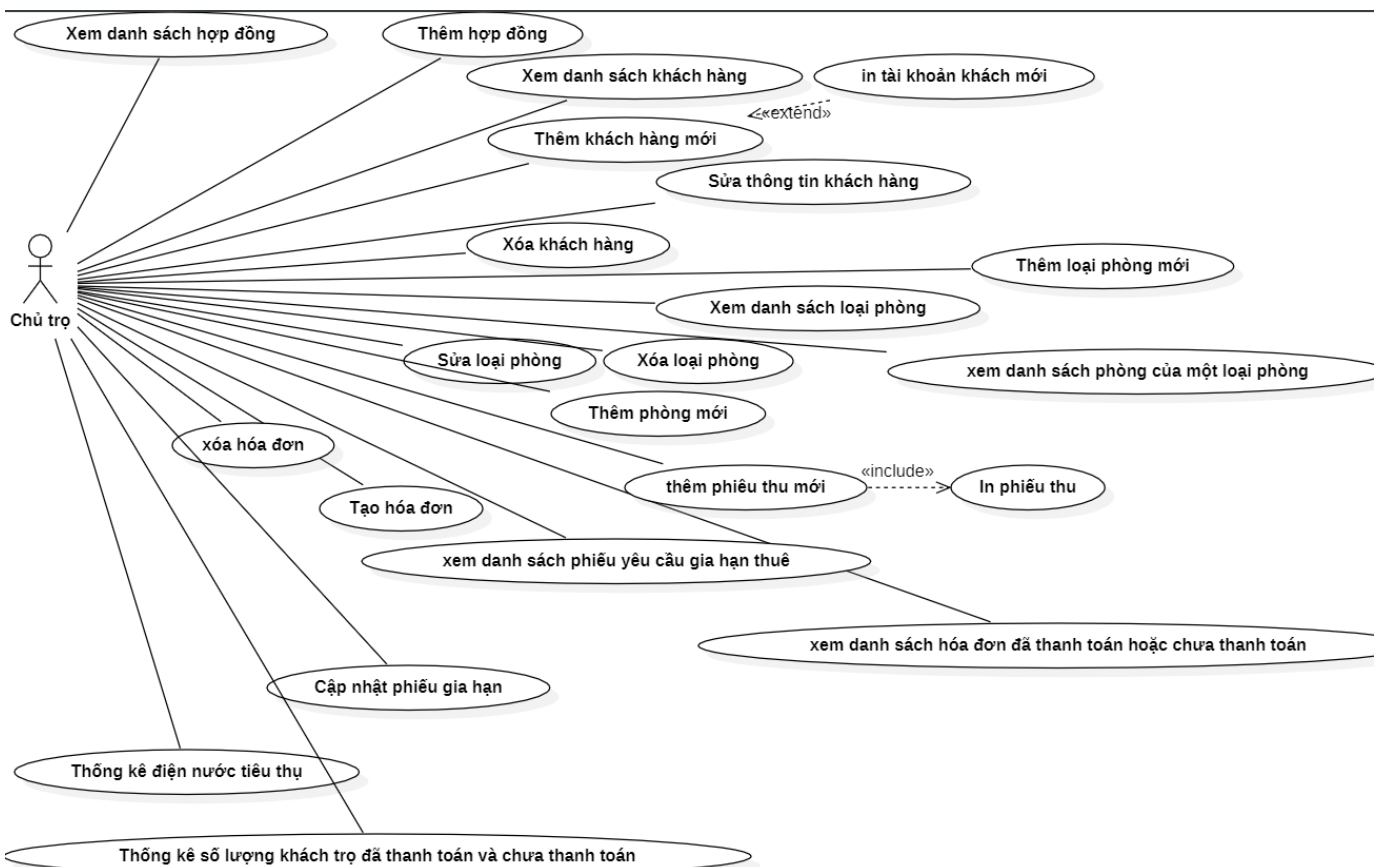 Xem danh sách hợp đồng
Thêm hợp đồng
Xem danh sách khách hàng
in tài khoản khách mới
«extend»
Thêm khách hàng mới
Sửa thông tin khách hàng
Xóa khách hàng
Thêm loại phòng mới
Xem danh sách loại phòng
Chủ trọ
Sửa loại phòng
Xóa loại phòng
xem danh sách phòng của một loại phòng
Thêm phòng mới
xóa hóa đơn
«include»
thêm phiêu thu mới
In phiếu thu
Tạo hóa đơn
xem danh sách phiếu yêu cầu gia hạn thuê
xem danh sách hóa đơn đã thanh toán hoặc chưa thanh toán
Cập nhật phiếu gia hạn
Thống kê điện nước tiêu thụ
Thống kê số lượng khách trọ đã thanh toán và chưa thanh toán